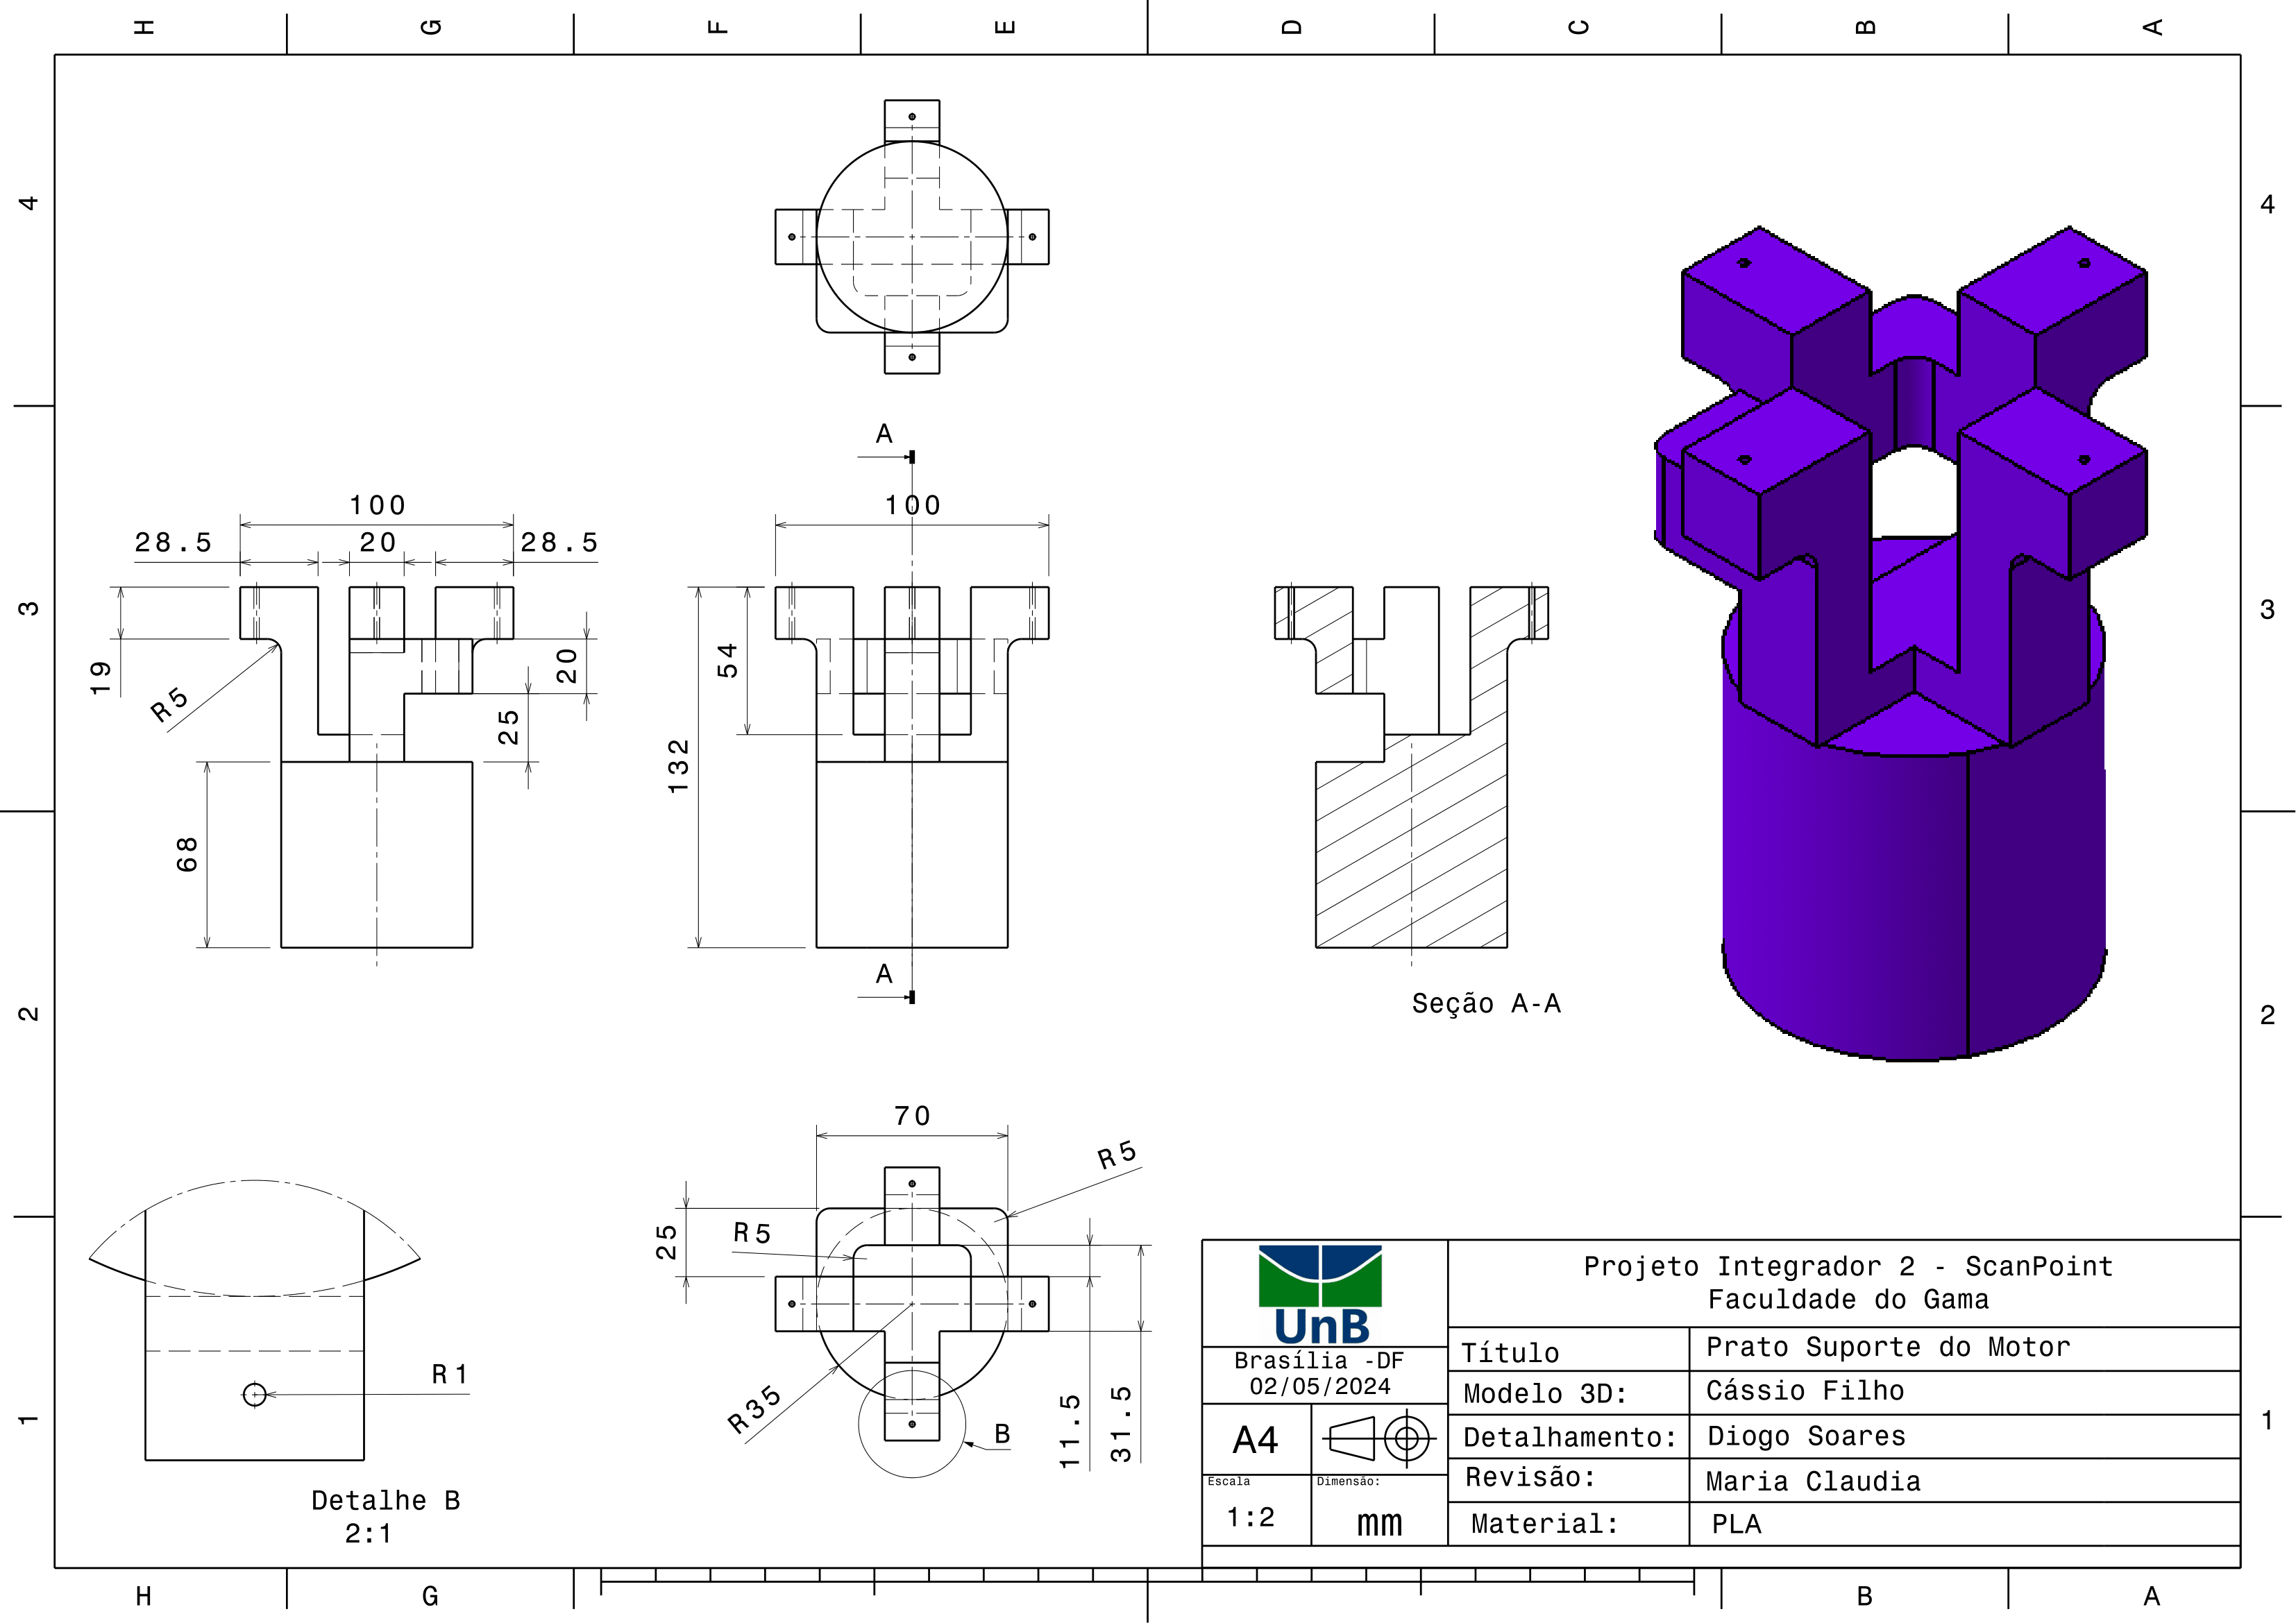 H G F E D C B A
4 4
A
100 100
28.5 20 28.5
3 3
19 20
R5
54
25
132
68
A
2 2
Seção A-A
70
R5
25
R5
R1
R35
B
11.5
31.5
1 1
Detalhe B
2:1
UnB
Brasília -DF
02/05/2024
A4
Escala
1:2
Dimensão:
mm
Projeto Integrador 2 - ScanPoint
Faculdade do Gama
Título Prato Suporte do Motor
Modelo 3D: Cássio Filho
Detalhamento: Diogo Soares
Revisão: Maria Claudia
Material: PLA
H G B A